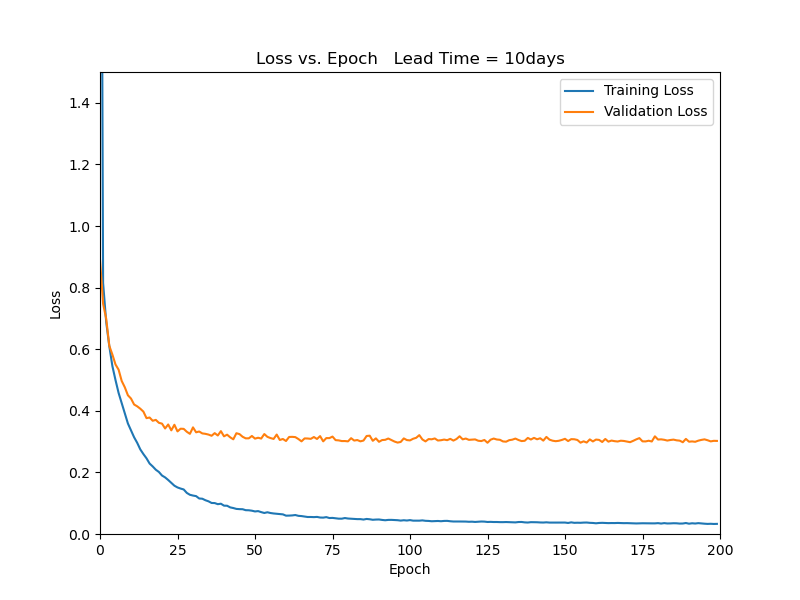 Loss vs. Epoch   Lead Time = 10days
Training Loss
Validation Loss
1.4
1.2
1.0
0.8
0.6
0.4
0.2
0.0
Loss
0 25 50 75 100 125 150 175 200
Epoch